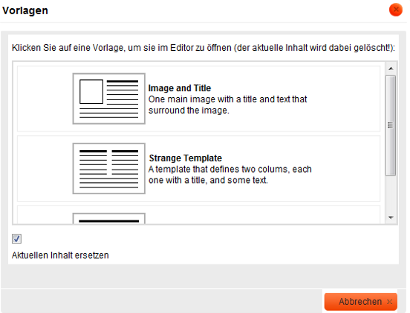 Vorlagen
Klicken Sie auf eine Vorlage, um sie im Editor zu öffnen (der aktuelle Inhalt wird dabei gelöscht!):
Image and Title
One main image with a title and text that
surround the image.
Strange Template
A template that defines two colums, each
one with a title, and some text.
Aktuellen Inhalt ersetzen
Abbrechen